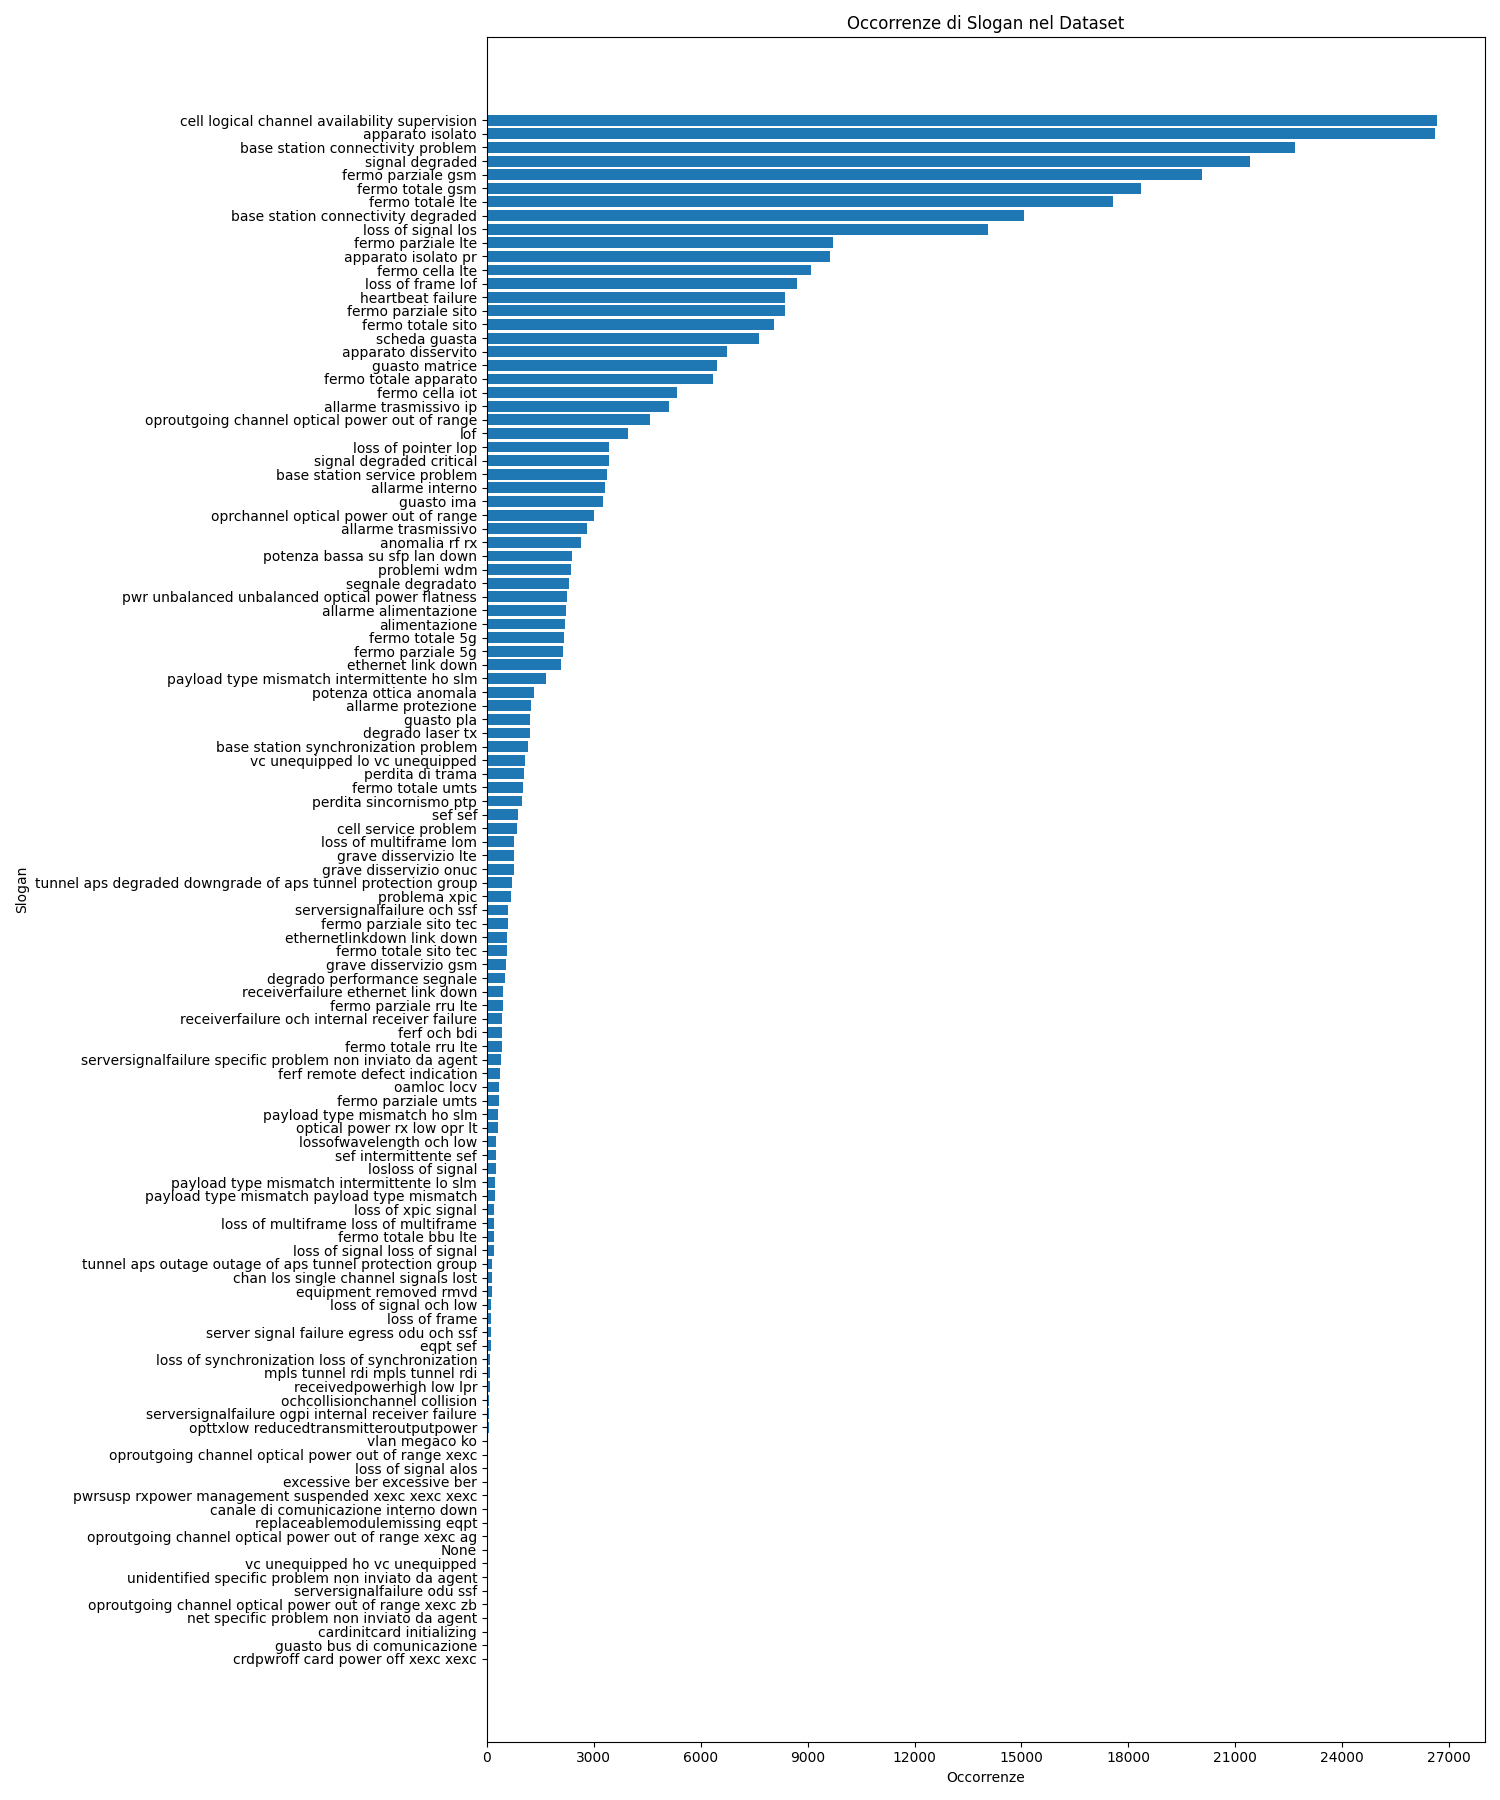 Occorrenze di Slogan nel Dataset
cell logical channel availability supervision
apparato isolato
base station connectivity problem
signal degraded
fermo parziale gsm
fermo totale gsm
fermo totale lte
base station connectivity degraded
loss of signal los
fermo parziale lte
apparato isolato pr
fermo cella lte
loss of frame lof
heartbeat failure
fermo parziale sito
fermo totale sito
scheda guasta
apparato disservito
guasto matrice
fermo totale apparato
fermo cella iot
allarme trasmissivo ip
oproutgoing channel optical power out of range
lof
loss of pointer lop
signal degraded critical
base station service problem
allarme interno
guasto ima
oprchannel optical power out of range
allarme trasmissivo
anomalia rf rx
potenza bassa su sfp lan down
problemi wdm
segnale degradato
pwr unbalanced unbalanced optical power flatness
allarme alimentazione
alimentazione
fermo totale 5g
fermo parziale 5g
ethernet link down
payload type mismatch intermittente ho slm
potenza ottica anomala
allarme protezione
guasto pla
degrado laser tx
base station synchronization problem
vc unequipped lo vc unequipped
perdita di trama
fermo totale umts
perdita sincornismo ptp
sef sef
cell service problem
loss of multiframe lom
grave disservizio lte
grave disservizio onuc
tunnel aps degraded downgrade of aps tunnel protection group
problema xpic
serversignalfailure och ssf
fermo parziale sito tec
ethernetlinkdown link down
fermo totale sito tec
grave disservizio gsm
degrado performance segnale
receiverfailure ethernet link down
fermo parziale rru lte
receiverfailure och internal receiver failure
ferf och bdi
fermo totale rru lte
serversignalfailure specific problem non inviato da agent
ferf remote defect indication
oamloc locv
fermo parziale umts
payload type mismatch ho slm
optical power rx low opr lt
lossofwavelength och low
sef intermittente sef
losloss of signal
payload type mismatch intermittente lo slm
payload type mismatch payload type mismatch
loss of xpic signal
loss of multiframe loss of multiframe
fermo totale bbu lte
loss of signal loss of signal
tunnel aps outage outage of aps tunnel protection group
chan los single channel signals lost
equipment removed rmvd
loss of signal och low
loss of frame
server signal failure egress odu och ssf
eqpt sef
loss of synchronization loss of synchronization
mpls tunnel rdi mpls tunnel rdi
receivedpowerhigh low lpr
ochcollisionchannel collision
serversignalfailure ogpi internal receiver failure
opttxlow reducedtransmitteroutputpower
vlan megaco ko
oproutgoing channel optical power out of range xexc
loss of signal alos
excessive ber excessive ber
pwrsusp rxpower management suspended xexc xexc xexc
canale di comunicazione interno down
replaceablemodulemissing eqpt
oproutgoing channel optical power out of range xexc ag
None
vc unequipped ho vc unequipped
unidentified specific problem non inviato da agent
serversignalfailure odu ssf
oproutgoing channel optical power out of range xexc zb
net specific problem non inviato da agent
cardinitcard initializing
guasto bus di comunicazione
crdpwroff card power off xexc xexc
Slogan
0 3000 6000 9000 12000 15000 18000 21000 24000 27000
Occorrenze